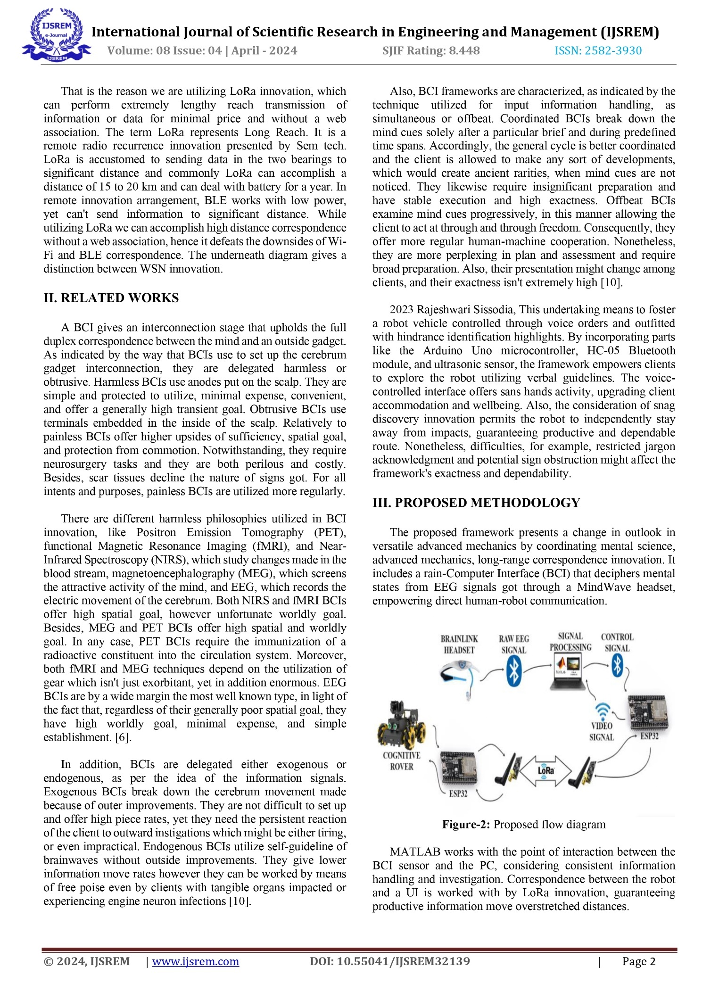 IJSREM
e-Journal
IJSREM
International Journal of Scientific Research in Engineering and Management (IJSREM)
Volume: 08 Issue: 04 | April - 2024 SJIF Rating: 8.448 ISSN: 2582-3930
That is the reason we are utilizing LoRa innovation, which
can perform extremely lengthy reach transmission of
information or data for minimal price and without a web
association. The term LoRa represents Long Reach. It is a
remote radio recurrence innovation presented by Sem tech.
LoRa is accustomed to sending data in the two bearings to
significant distance and commonly LoRa can accomplish a
distance of 15 to 20 km and can deal with battery for a year. In
remote innovation arrangement, BLE works with low power,
yet can't send information to significant distance. While
utilizing LoRa we can accomplish high distance correspondence
without a web association, hence it defeats the downsides of Wi-
Fi and BLE correspondence. The underneath diagram gives a
distinction between WSN innovation.
II. RELATED WORKS
A BCI gives an interconnection stage that upholds the full
duplex correspondence between the mind and an outside gadget.
As indicated by the way that BCIs use to set up the cerebrum
gadget interconnection, they are delegated harmless or
obtrusive. Harmless BCIs use anodes put on the scalp. They are
simple and protected to utilize, minimal expense, convenient,
and offer a generally high transient goal. Obtrusive BCIs use
terminals embedded in the inside of the scalp. Relatively to
painless BCIs offer higher upsides of sufficiency, spatial goal,
and protection from commotion. Notwithstanding, they require
neurosurgery tasks and they are both perilous and costly.
Besides, scar tissues decline the nature of signs got. For all
intents and purposes, painless BCIs are utilized more regularly.
There are different harmless philosophies utilized in BCI
innovation, like Positron Emission Tomography (PET),
functional Magnetic Resonance Imaging (fMRI), and Near-
Infrared Spectroscopy (NIRS), which study changes made in the
blood stream, magnetoencephalography (MEG), which screens
the attractive activity of the mind, and EEG, which records the
electric movement of the cerebrum. Both NIRS and fMRI BCIs
offer high spatial goal, however unfortunate worldly goal.
Besides, MEG and PET BCIs offer high spatial and worldly
goal. In any case, PET BCIs require the immunization of a
radioactive constituent into the circulation system. Moreover,
both fMRI and MEG techniques depend on the utilization of
gear which isn't just exorbitant, yet in addition enormous. EEG
BCIs are by a wide margin the most well known type, in light of
the fact that, regardless of their generally poor spatial goal, they
have high worldly goal, minimal expense, and simple
establishment. [6].
In addition, BCIs are delegated either exogenous or
endogenous, as per the idea of the information signals.
Exogenous BCIs break down the cerebrum movement made
because of outer improvements. They are not difficult to set up
and offer high piece rates, yet they need the persistent reaction
of the client to outward instigations which might be either tiring,
or even impractical. Endogenous BCIs utilize self-guideline of
brainwaves without outside improvements. They give lower
information move rates however they can be worked by means
of free poise even by clients with tangible organs impacted or
experiencing engine neuron infections [10].
Also, BCI frameworks are characterized, as indicated by the
technique utilized for input information handling, as
simultaneous or offbeat. Coordinated BCIs break down the
mind cues solely after a particular brief and during predefined
time spans. Accordingly, the general cycle is better coordinated
and the client is allowed to make any sort of developments,
which would create ancient rarities, when mind cues are not
noticed. They likewise require insignificant preparation and
have stable execution and high exactness. Offbeat BCIs
examine mind cues progressively, in this manner allowing the
client to act at through and through freedom. Consequently, they
offer more regular human-machine cooperation. Nonetheless,
they are more perplexing in plan and assessment and require
broad preparation. Also, their presentation might change among
clients, and their exactness isn't extremely high [10].
2023 Rajeshwari Sissodia, This undertaking means to foster
a robot vehicle controlled through voice orders and outfitted
with hindrance identification highlights. By incorporating parts
like the Arduino Uno microcontroller, HC-05 Bluetooth
module, and ultrasonic sensor, the framework empowers clients
to explore the robot utilizing verbal guidelines. The voice-
controlled interface offers sans hands activity, upgrading client
accommodation and wellbeing. Also, the consideration of snag
discovery innovation permits the robot to independently stay
away from impacts, guaranteeing productive and dependable
route. Nonetheless, difficulties, for example, restricted jargon
acknowledgment and potential sign obstruction might affect the
framework's exactness and dependability.
III. PROPOSED METHODOLOGY
The proposed framework presents a change in outlook in
versatile advanced mechanics by coordinating mental science,
advanced mechanics, long-range correspondence innovation. It
includes a rain-Computer Interface (BCI) that deciphers mental
states from EEG signals got through a MindWave headset,
empowering direct human-robot communication.
BRAINLINK
HEADSET
RAW EEG
SIGNAL
SIGNAL
PROCESSING
CONTROL
SIGNAL
MATLAB
VIDEO
SIGNAL
ESP32
COGNITIVE
ROVER
ESP32
LoRa
Figure-2: Proposed flow diagram
MATLAB works with the point of interaction between the
BCI sensor and the PC, considering consistent information
handling and investigation. Correspondence between the robot
and a UI is worked with by LoRa innovation, guaranteeing
productive information move overstretched distances.
© 2024, IJSREM | www.ijsrem.com DOI: 10.55041/IJSREM32139 | Page 2